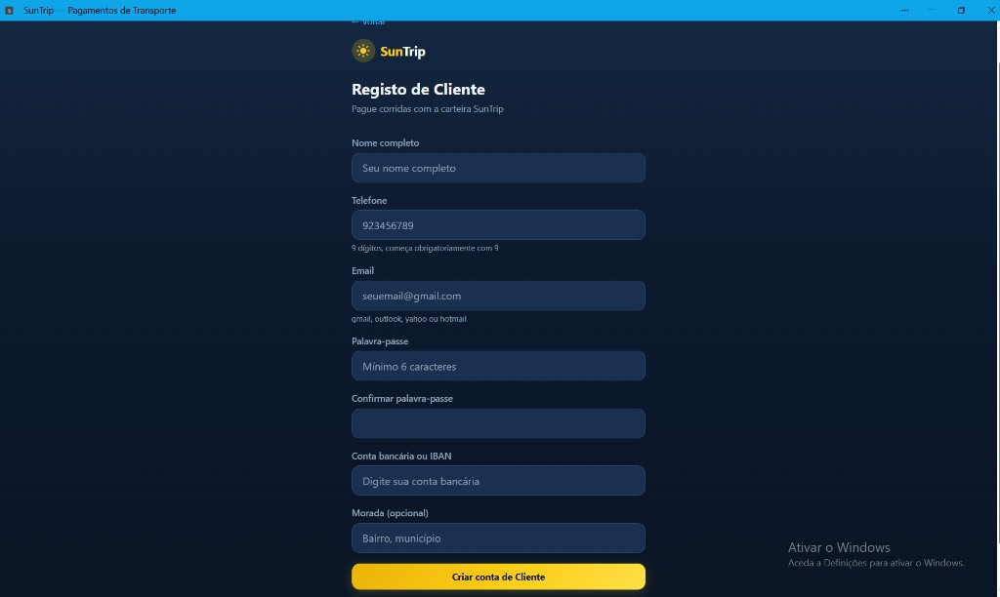 SunTrip — Pagamentos de Transporte
← Voltar
SunTrip
Registo de Cliente
Pague corridas com a carteira SunTrip
Nome completo
Seu nome completo
Telefone
923456789
9 dígitos, começa obrigatoriamente com 9
Email
seuemail@gmail.com
gmail, outlook, yahoo ou hotmail
Palavra-passe
Mínimo 6 caracteres
Confirmar palavra-passe
Conta bancária ou IBAN
Digite sua conta bancária
Morada (opcional)
Bairro, município
Criar conta de Cliente
Ativar o Windows
Aceda a Definições para ativar o Windows.